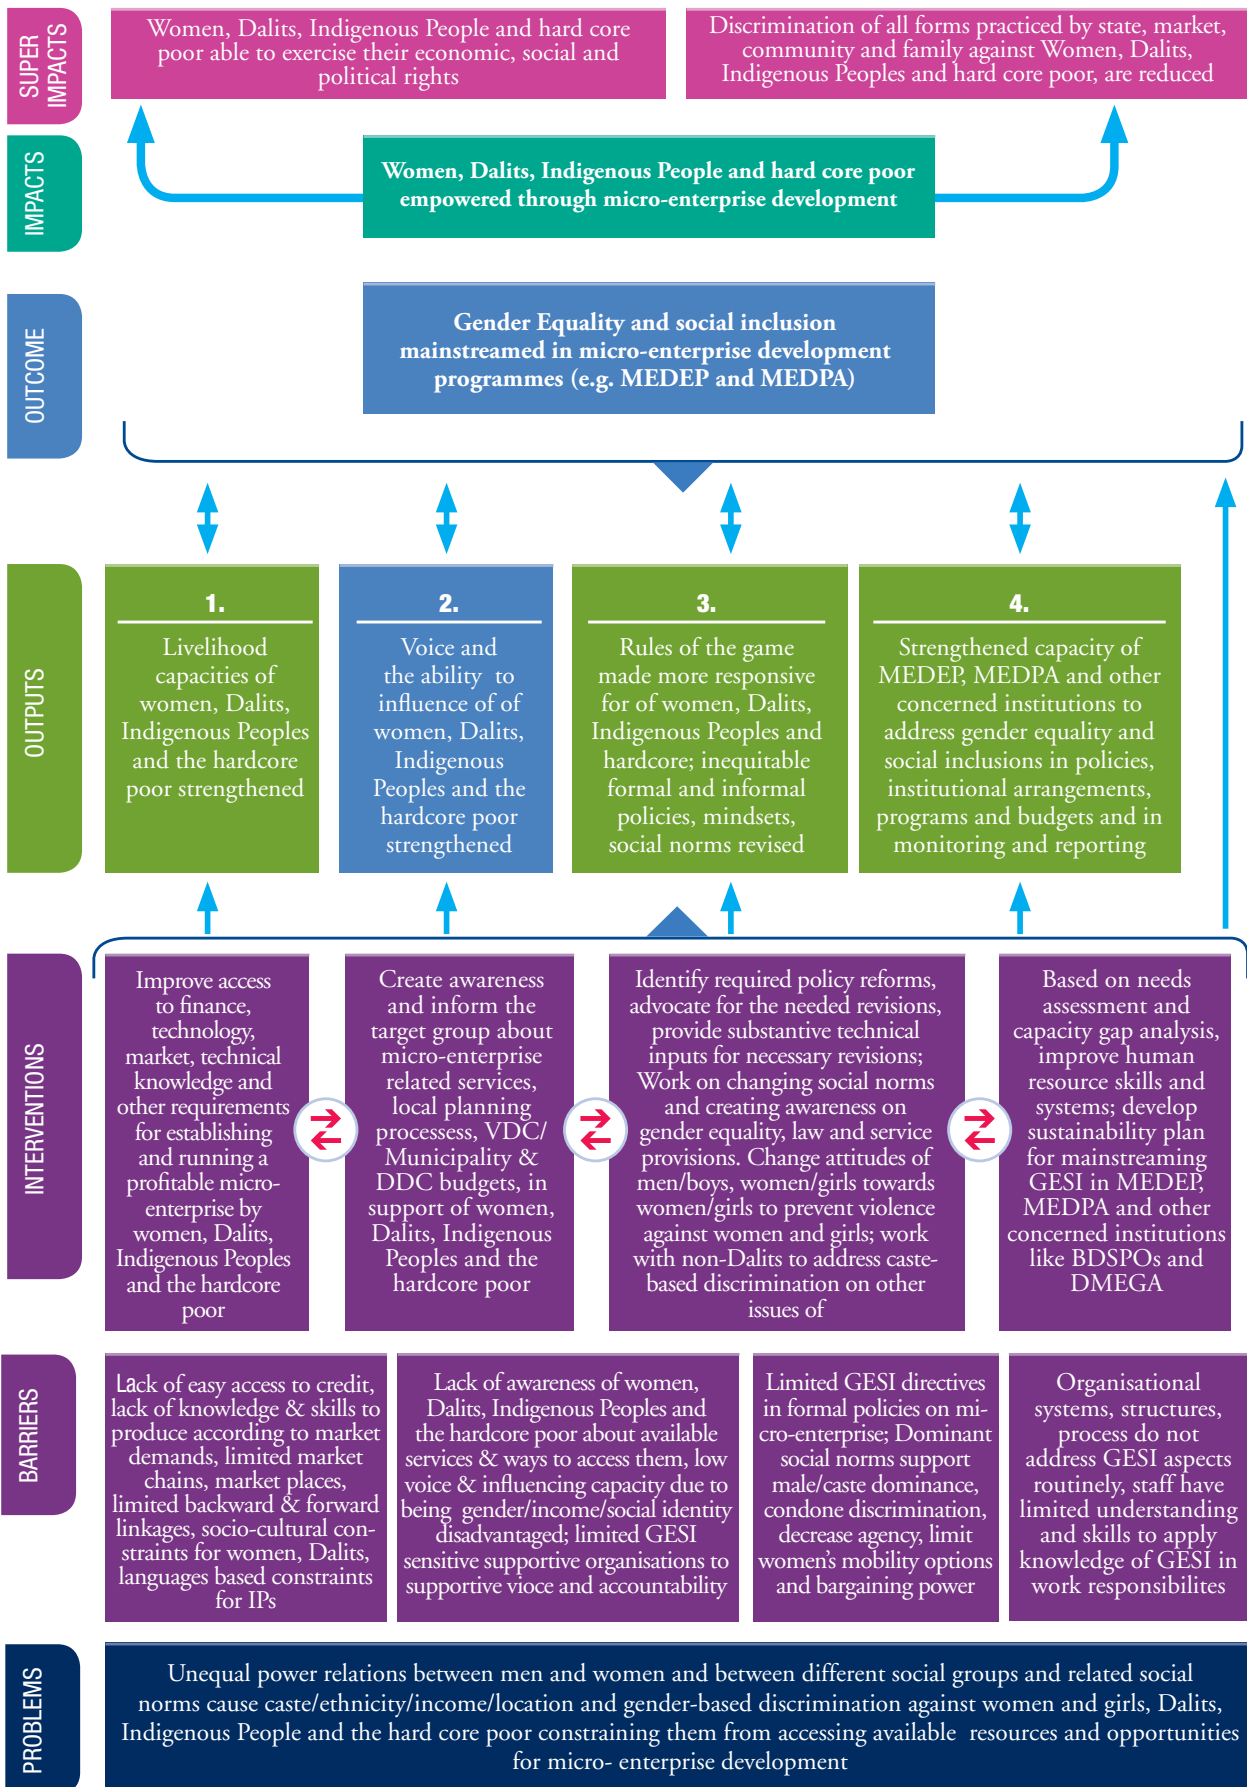 SUPER
IMPACTS
Women, Dalits, Indigenous People and hard core
poor able to exercise their economic, social and
political rights
Discrimination of all forms practiced by state, market,
community and family against Women, Dalits,
Indigenous Peoples and hard core poor, are reduced
IMPACTS
Women, Dalits, Indigenous People and hard core poor
empowered through micro-enterprise development
OUTCOME
Gender Equality and social inclusion
mainstreamed in micro-enterprise development
programmes (e.g. MEDEP and MEDPA)
OUTPUTS
1.
Livelihood
capacities of
women, Dalits,
Indigenous Peoples
and the hardcore
poor strengthened
2.
Voice and
the ability to
influence of of
women, Dalits,
Indigenous
Peoples and the
hardcore poor
strengthened
3.
Rules of the game
made more responsive
for of women, Dalits,
Indigenous Peoples and
hardcore; inequitable
formal and informal
policies, mindsets,
social norms revised
4.
Strengthened capacity of
MEDEP, MEDPA and other
concerned institutions to
address gender equality and
social inclusions in policies,
institutional arrangements,
programs and budgets and in
monitoring and reporting
INTERVENTIONS
Improve access
to finance,
technology,
market, technical
knowledge and
other requirements
for establishing
and running a
profitable micro-
enterprise by
women, Dalits,
Indigenous Peoples
and the hardcore
poor
Create awareness
and inform the
target group about
micro-enterprise
related services,
local planning
processess, VDC/
Municipality &
DDC budgets, in
support of women,
Dalits, Indigenous
Peoples and the
hardcore poor
Identify required policy reforms,
advocate for the needed revisions,
provide substantive technical
inputs for necessary revisions;
Work on changing social norms
and creating awareness on
gender equality, law and service
provisions. Change attitudes of
men/boys, women/girls towards
women/girls to prevent violence
against women and girls; work
with non-Dalits to address caste-
based discrimination on other
issues of
Based on needs
assessment and
capacity gap analysis,
improve human
resource skills and
systems; develop
sustainability plan
for mainstreaming
GESI in MEDEP,
MEDPA and other
concerned institutions
like BDSPOs and
DMEGA
BARRIERS
Lack of easy access to credit,
lack of knowledge & skills to
produce according to market
demands, limited market
chains, market places,
limited backward & forward
linkages, socio-cultural con-
straints for women, Dalits,
languages based constraints
for IPs
Lack of awareness of women,
Dalits, Indigenous Peoples and
the hardcore poor about available
services & ways to access them, low
voice & influencing capacity due to
being gender/income/social identity
disadvantaged; limited GESI
sensitive supportive organisations to
supportive vioce and accountability
Limited GESI directives
in formal policies on mi-
cro-enterprise; Dominant
social norms support
male/caste dominance,
condone discrimination,
decrease agency, limit
women's mobility options
and bargaining power
Organisational
systems, structures,
process do not
address GESI aspects
routinely, staff have
limited understanding
and skills to apply
knowledge of GESI in
work responsibilites
PROBLEMS
Unequal power relations between men and women and between different social groups and related social
norms cause caste/ethnicity/income/location and gender-based discrimination against women and girls, Dalits,
Indigenous People and the hard core poor constraining them from accessing available resources and opportunities
for micro- enterprise development